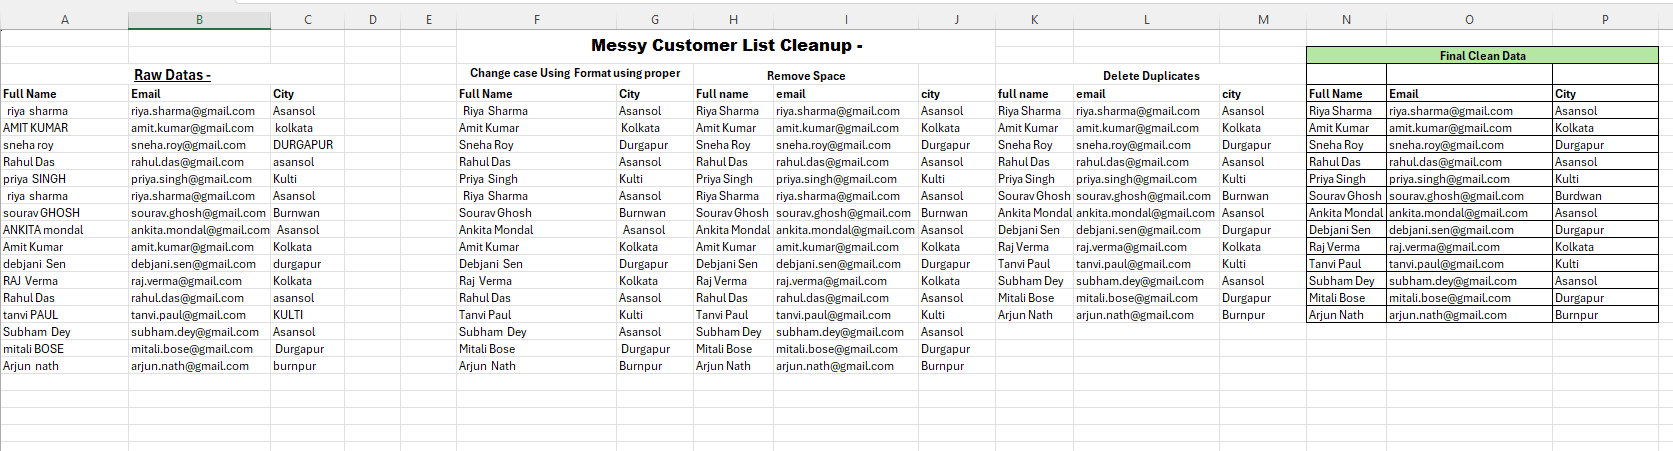 A B C D E F G H I J K L M N O P
Messy Customer List Cleanup -
Final Clean Data
Raw Datas - Change case Using Format using proper Remove Space Delete Duplicates
Full Name Email City Full Name City Full name email city full name email city Full Name Email City
riya sharma riya.sharma@gmail.com Asansol Riya Sharma Asansol Riya Sharma riya.sharma@gmail.com Asansol Riya Sharma riya.sharma@gmail.com Asansol Riya Sharma riya.sharma@gmail.com Asansol
AMIT KUMAR amit.kumar@gmail.com kolkata Amit Kumar Kolkata Amit Kumar amit.kumar@gmail.com Kolkata Amit Kumar amit.kumar@gmail.com Kolkata Amit Kumar amit.kumar@gmail.com Kolkata
sneha roy sneha.roy@gmail.com DURGAPUR Sneha Roy Durgapur Sneha Roy sneha.roy@gmail.com Durgapur Sneha Roy sneha.roy@gmail.com Durgapur Sneha Roy sneha.roy@gmail.com Durgapur
Rahul Das rahul.das@gmail.com asansol Rahul Das Asansol Rahul Das rahul.das@gmail.com Asansol Rahul Das rahul.das@gmail.com Asansol Rahul Das rahul.das@gmail.com Asansol
priya SINGH priya.singh@gmail.com Kulti Priya Singh Kulti Priya Singh priya.singh@gmail.com Kulti Priya Singh priya.singh@gmail.com Kulti Priya Singh priya.singh@gmail.com Kulti
riya sharma riya.sharma@gmail.com Asansol Riya Sharma Asansol Riya Sharma riya.sharma@gmail.com Asansol Sourav Ghosh sourav.ghosh@gmail.com Burnwan Sourav Ghosh sourav.ghosh@gmail.com Burdwan
sourav GHOSH sourav.ghosh@gmail.com Burnwan Sourav Ghosh Burnwan Sourav Ghosh sourav.ghosh@gmail.com Burnwan Ankita Mondal ankita.mondal@gmail.com Asansol Ankita Mondal ankita.mondal@gmail.com Asansol
ANKITA mondal ankita.mondal@gmail.com Asansol Ankita Mondal Asansol Ankita Mondal ankita.mondal@gmail.com Asansol Debjani Sen debjani.sen@gmail.com Durgapur Debjani Sen debjani.sen@gmail.com Durgapur
Amit Kumar amit.kumar@gmail.com Kolkata Amit Kumar Kolkata Amit Kumar amit.kumar@gmail.com Kolkata Raj Verma raj.verma@gmail.com Kolkata Raj Verma raj.verma@gmail.com Kolkata
debjani Sen debjani.sen@gmail.com durgapur Debjani Sen Durgapur Debjani Sen debjani.sen@gmail.com Durgapur Tanvi Paul tanvi.paul@gmail.com Kulti Tanvi Paul tanvi.paul@gmail.com Kulti
RAJ Verma raj.verma@gmail.com Kolkata Raj Verma Kolkata Raj Verma raj.verma@gmail.com Kolkata Subham Dey subham.dey@gmail.com Asansol Subham Dey subham.dey@gmail.com Asansol
Rahul Das rahul.das@gmail.com asansol Rahul Das Asansol Rahul Das rahul.das@gmail.com Asansol Mitali Bose mitali.bose@gmail.com Durgapur Mitali Bose mitali.bose@gmail.com Durgapur
tanvi PAUL tanvi.paul@gmail.com KULTI Tanvi Paul Kulti Tanvi Paul tanvi.paul@gmail.com Kulti Arjun Nath arjun.nath@gmail.com Burnpur Arjun Nath arjun.nath@gmail.com Burnpur
Subham Dey subham.dey@gmail.com Asansol Subham Dey Asansol Subham Dey subham.dey@gmail.com Asansol
mitali BOSE mitali.bose@gmail.com Durgapur Mitali Bose Durgapur Mitali Bose mitali.bose@gmail.com Durgapur
Arjun nath arjun.nath@gmail.com burnpur Arjun Nath Burnpur Arjun Nath arjun.nath@gmail.com Burnpur